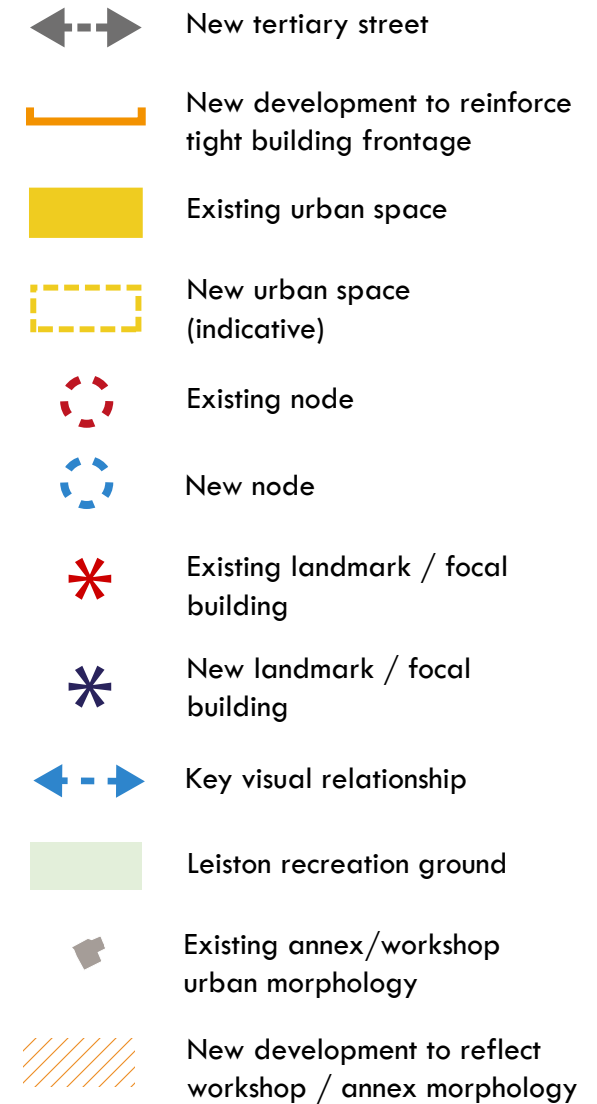 New tertiary street
New development to reinforce
tight building frontage
Existing urban space
New urban space
(indicative)
Existing node
New node
Existing landmark / focal
building
New landmark / focal
building
Key visual relationship
Leiston recreation ground
Existing annex/workshop
urban morphology
New development to reflect
workshop / annex morphology